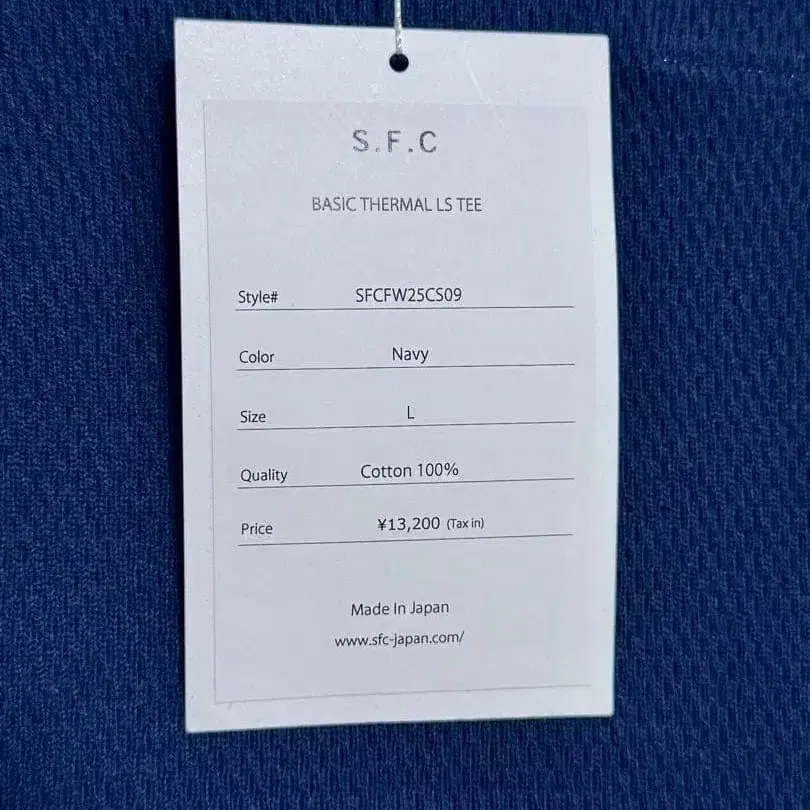 S.F.C
BASIC THERMAL LS TEE
Style# SFCFW25CS09
Color Navy
Size L
Quality Cotton 100%
Price ¥13,200 (Tax in)
Made In Japan
www.sfc-japan.com/